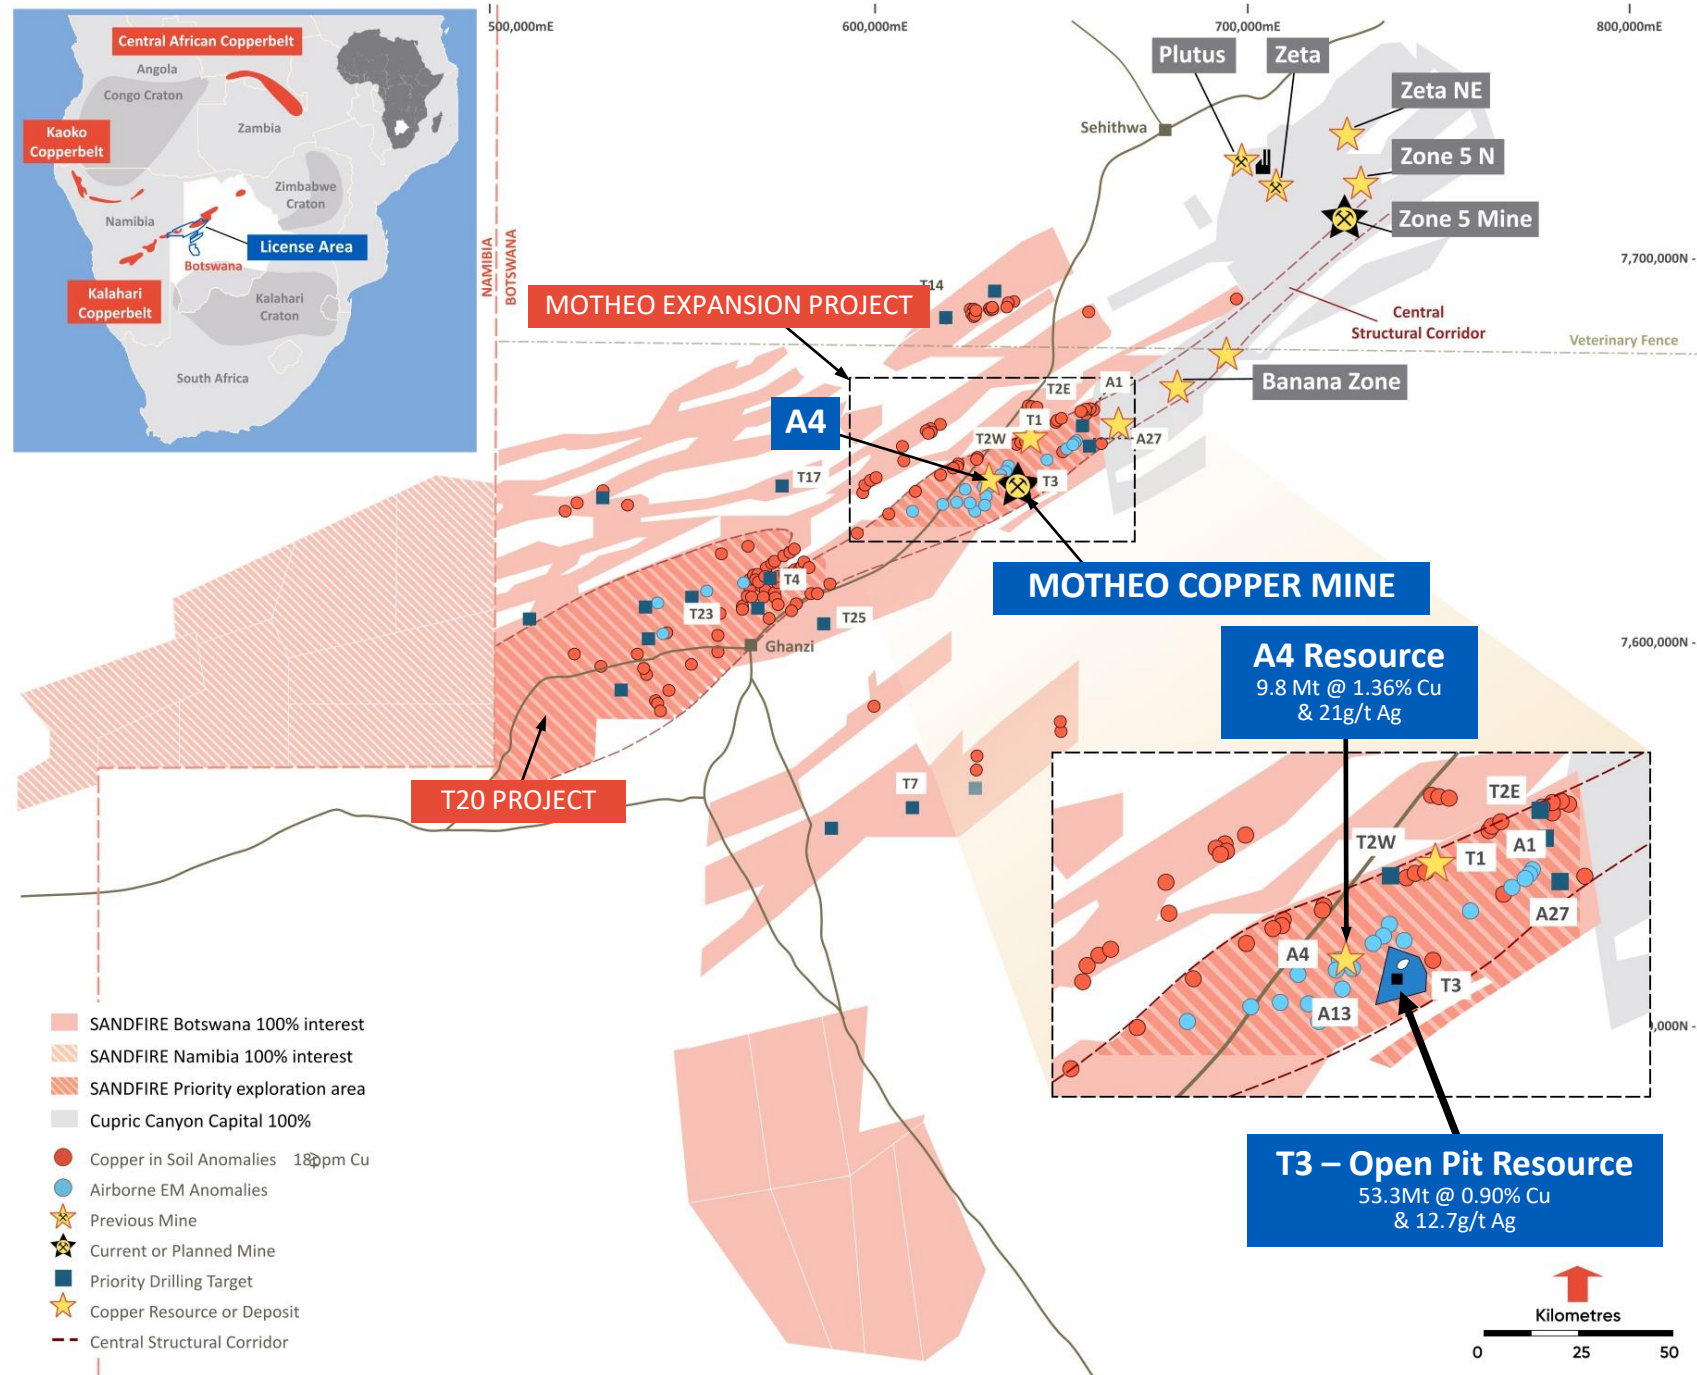 500,000mE
600,000mE
700,000mE
800,000mE
Central African Copperbelt
Angola
Congo Craton
Zambia
Kaoko
Copperbelt
Zimbabwe
Craton
Namibia
License Area
Botswana
Kalahari
Copperbelt
Kalahari
Craton
South Africa
NAMIBIA
BOTSWANA
Plutus
Zeta
Zeta NE
Sehithwa
Zone 5 N
Zone 5 Mine
7,700,000N
T14
MOTHEO EXPANSION PROJECT
Central
Structural Corridor
Veterinary Fence
Banana Zone
A4
T2E
A1
T1
T2W
A27
T17
T3
MOTHEO COPPER MINE
T4
T23
T25
Ghanzi
7,600,000N
A4 Resource
9.8 Mt @ 1.36% Cu
& 21g/t Ag
T20 PROJECT
T7
T2E
T2W
T1
A1
A27
A4
T3
A13
,000N
T3 – Open Pit Resource
53.3Mt @ 0.90% Cu
& 12.7g/t Ag
SANDFIRE Botswana 100% interest
SANDFIRE Namibia 100% interest
SANDFIRE Priority exploration area
Cupric Canyon Capital 100%
Copper in Soil Anomalies
Cu
Airborne EM Anomalies
Previous Mine
Current or Planned Mine
Priority Drilling Target
Copper Resource or Deposit
Central Structural Corridor
Kilometres
0 25 50